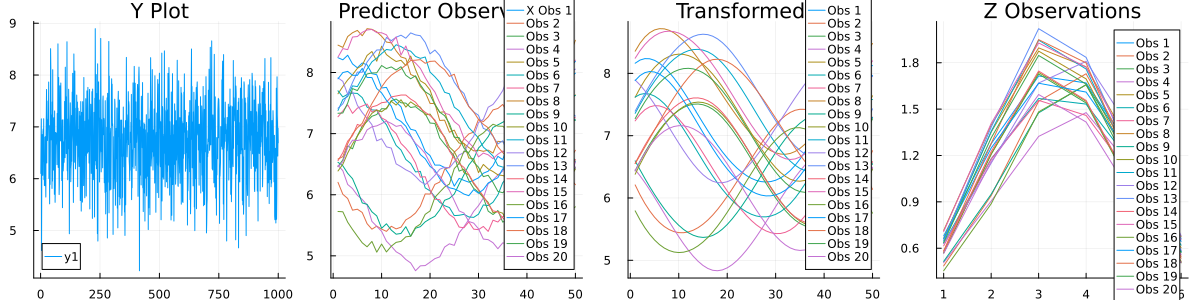 Y Plot
9
8
7
6
5
y1
0 250 500 750 1000
Predictor Observ
8
7
6
5
0 10 20 30 50
X Obs 1
Obs 2
Obs 3
Obs 4
Obs 5
Obs 6
Obs 7
Obs 8
Obs 9
Obs 10
Obs 11
Obs 12
Obs 13
Obs 14
Obs 15
Obs 16
Obs 17
Obs 18
Obs 19
Obs 20
Transformed
8
7
6
5
0 10 20 30 50
Obs 1
Obs 2
Obs 3
Obs 4
Obs 5
Obs 6
Obs 7
Obs 8
Obs 9
Obs 10
Obs 11
Obs 12
Obs 13
Obs 14
Obs 15
Obs 16
Obs 17
Obs 18
Obs 19
Obs 20
Z Observations
1.8
1.5
1.2
0.9
0.6
1 2 3 4
Obs 1
Obs 2
Obs 3
Obs 4
Obs 5
Obs 6
Obs 7
Obs 8
Obs 9
Obs 10
Obs 11
Obs 12
Obs 13
Obs 14
Obs 15
Obs 16
Obs 17
Obs 18
Obs 19
Obs 20